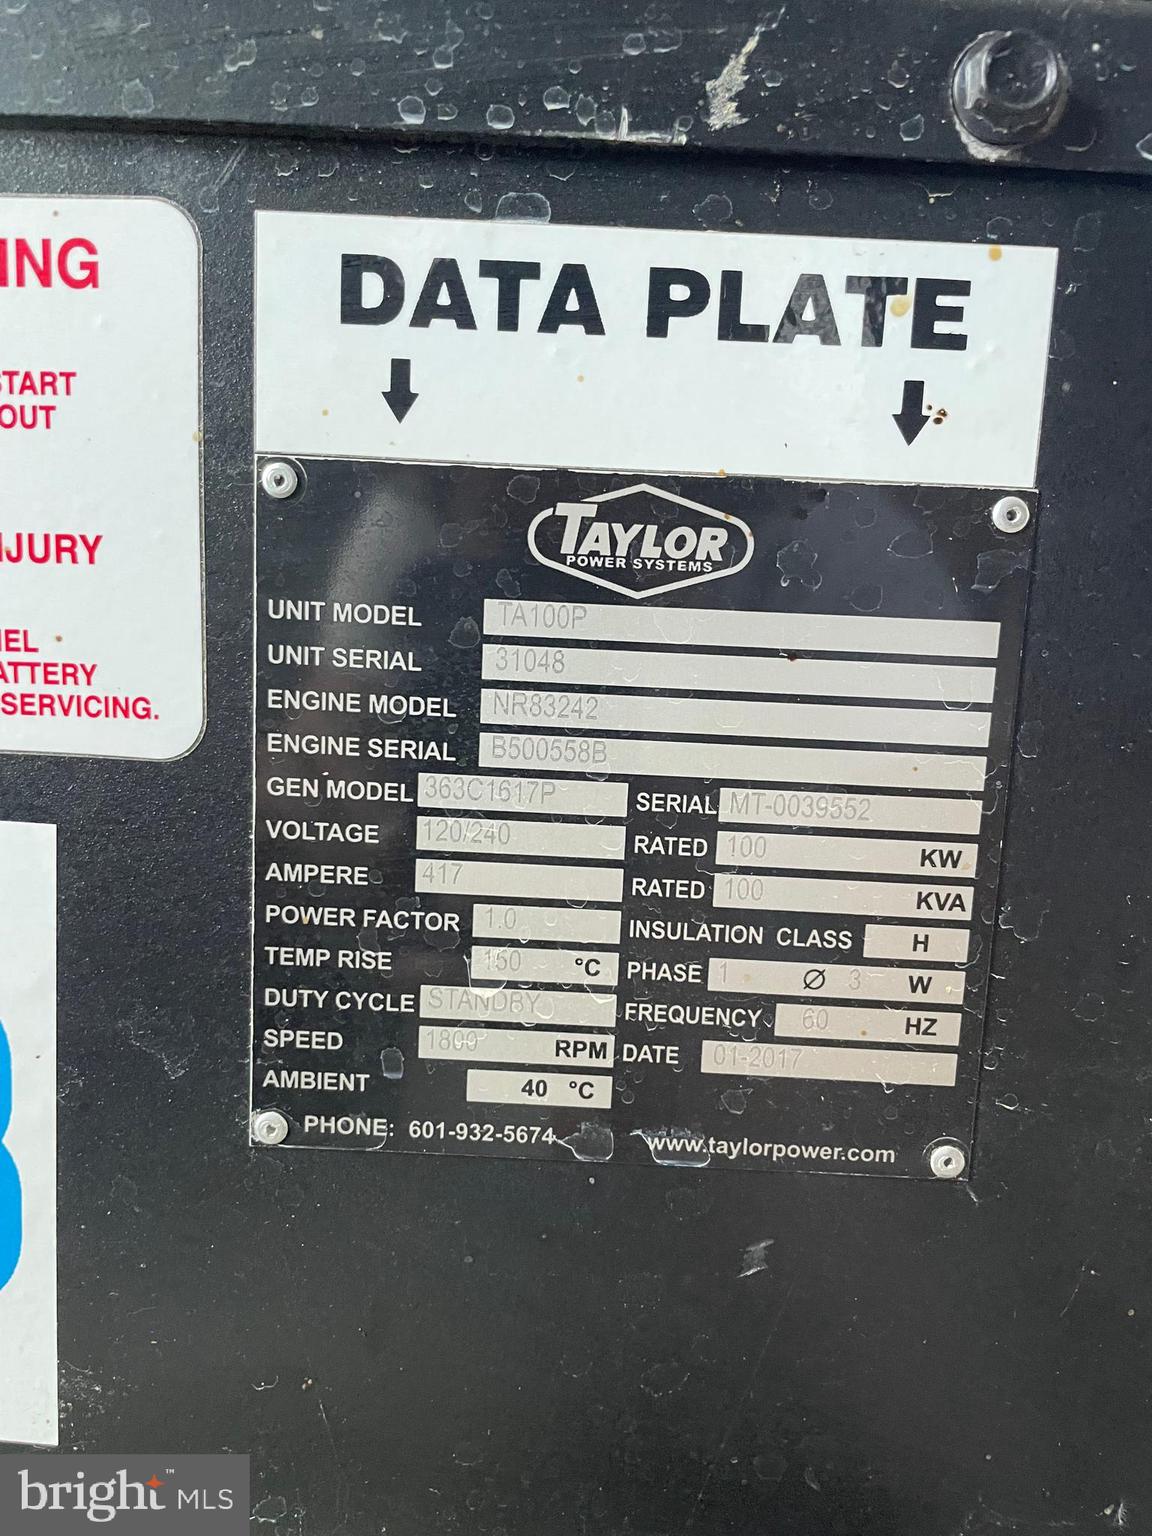 ING
START
OUT
NJURY
NEL
ATTERY
SERVICING.
DATA PLATE
TAYLOR
POWER SYSTEMS
UNIT MODEL TA100P
UNIT SERIAL 31048
ENGINE MODEL NR83242
ENGINE SERIAL B500558B
GEN MODEL 363C1617P SERIAL MT-0039552
VOLTAGE 120/240 RATED 100 KW
AMPERE 417 RATED 100 KVA
POWER FACTOR 1.0 INSULATION CLASS H
TEMP RISE 150 °C PHASE 1 Ø 3 W
DUTY CYCLE STANDBY FREQUENCY 60 HZ
SPEED 1800 RPM DATE 01-2017
AMBIENT 40 °C
PHONE: 601-932-5674 www.taylorpower.com
bright™ MLS